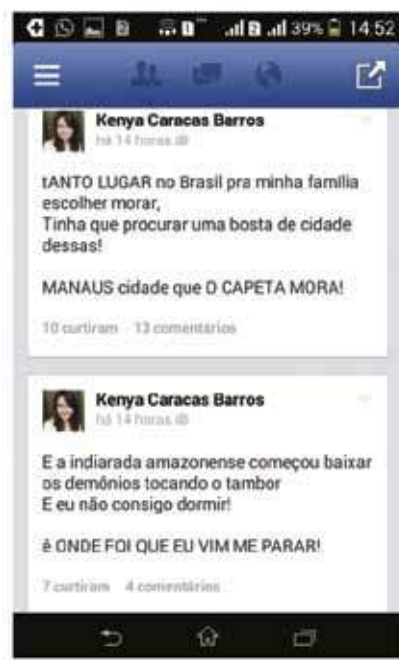 39% 14:52
Kenya Caracas Barros
há 14 horas
tANTO LUGAR no Brasil pra minha família
escolher morar,
Tinha que procurar uma bosta de cidade
dessas!
MANAUS cidade que O CAPETA MORA!
10 curtiram 13 comentários
Kenya Caracas Barros
há 14 horas
E a indiarada amazonense começou baixar
os demônios tocando o tambor
E eu não consigo dormir!
é ONDE FOI QUE EU VIM ME PARAR!
7 curtiram 4 comentários